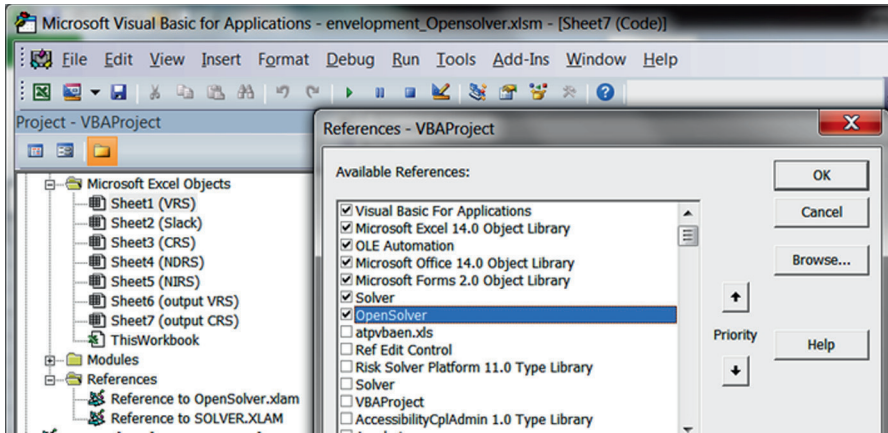 Microsoft Visual Basic for Applications - envelopment_Opensolver.xlsm - [Sheet7 (Code)]
File Edit View Insert Format Debug Run Tools Add-Ins Window Help
Project - VBAProject
Microsoft Excel Objects
Sheet1 (VRS)
Sheet2 (Slack)
Sheet3 (CRS)
Sheet4 (NDRS)
Sheet5 (NIRS)
Sheet6 (output VRS)
Sheet7 (output CRS)
ThisWorkbook
Modules
References
Reference to OpenSolver.xlam
Reference to SOLVER.XLAM
References - VBAProject
X
Available References:
Visual Basic For Applications
Microsoft Excel 14.0 Object Library
OLE Automation
Microsoft Office 14.0 Object Library
Microsoft Forms 2.0 Object Library
Solver
OpenSolver
atpvbaen.xls
Ref Edit Control
Risk Solver Platform 11.0 Type Library
Solver
VBAProject
AccessibilityCplAdmin 1.0 Type Library
Priority
OK
Cancel
Browse...
Help